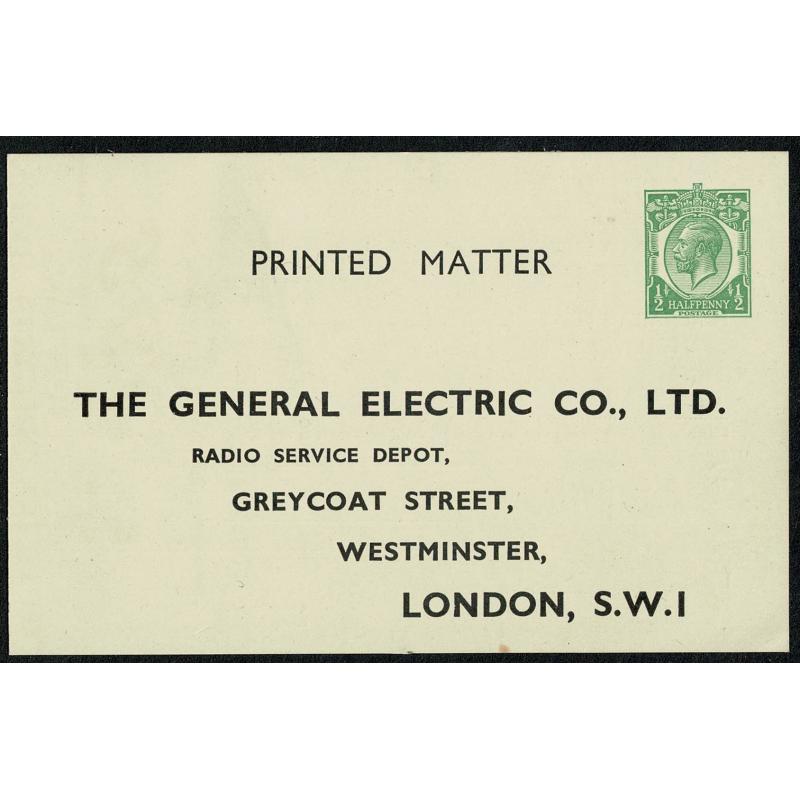 PRINTED MATTER
1/2 1/2
HALFPENNY
POSTAGE
THE GENERAL ELECTRIC CO., LTD.
RADIO SERVICE DEPOT,
GREYCOAT STREET,
WESTMINSTER,
LONDON, S.W.1